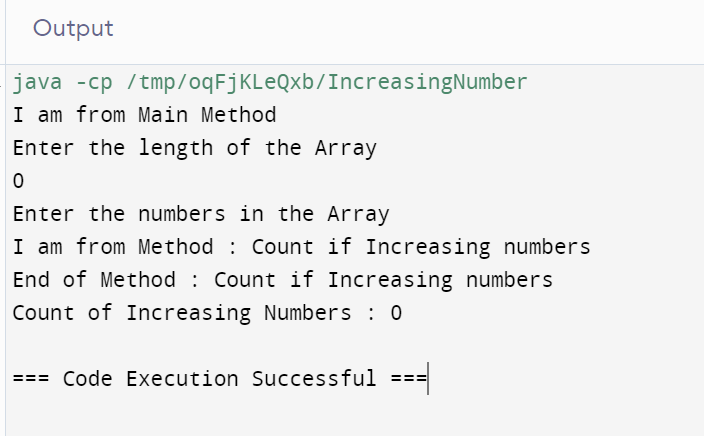 Output
java -cp /tmp/oqFjKLeQxb/IncreasingNumber
I am from Main Method
Enter the length of the Array
0
Enter the numbers in the Array
I am from Method : Count if Increasing numbers
End of Method : Count if Increasing numbers
Count of Increasing Numbers : 0
=== Code Execution Successful ===